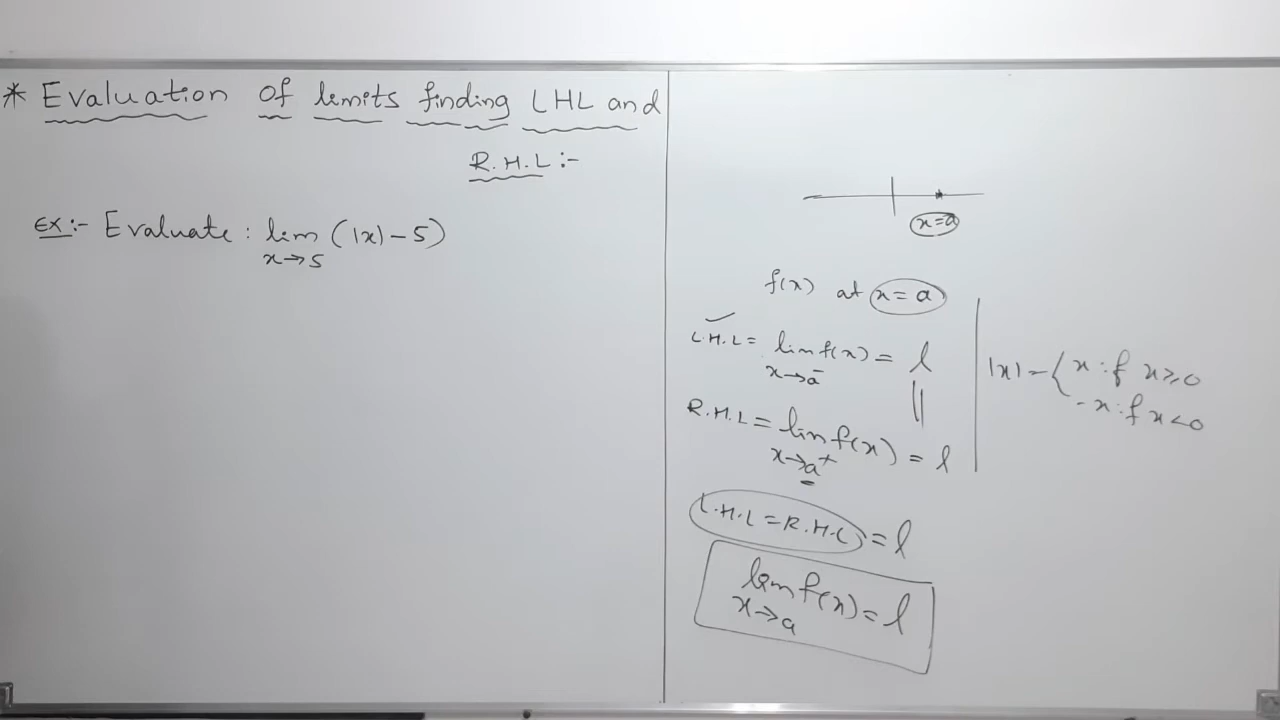 * Evaluation of limits finding LHL and
R.H.L :-
Ex:- Evaluate : lim (|x|-5)
x→5
x=a
f(x) at x=a
L.H.L = lim f(x) = l
x→a⁻
||
R.H.L = lim f(x) = l
x→a⁺
L.H.L = R.H.L = l
lim f(x) = l
x→a
|x| = { x if x≥0
-x if x<0